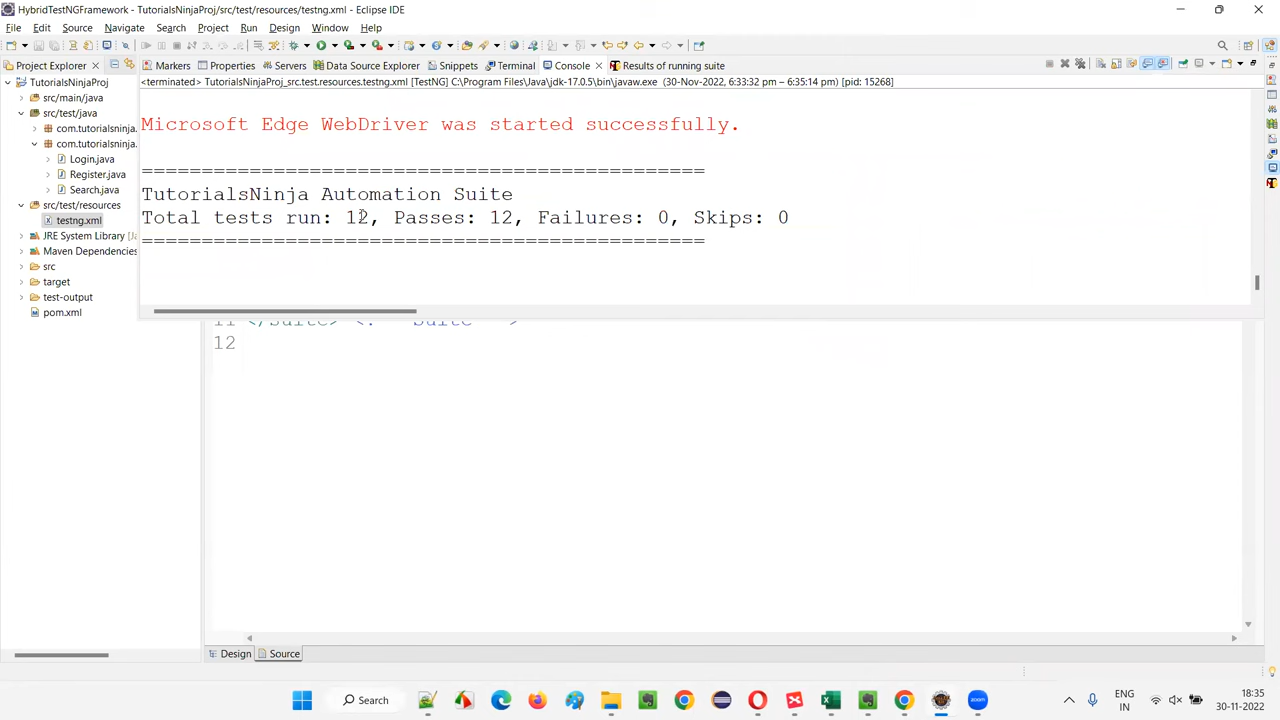 HybridTestNGFramework - TutorialsNinjaProj/src/test/resources/testng.xml - Eclipse IDE
File Edit Source Navigate Search Project Run Design Window Help
Project Explorer
Markers Properties Servers Data Source Explorer Snippets Terminal Console Results of running suite
<terminated> TutorialsNinjaProj_src.test.resources.testng.xml [TestNG] C:\Program Files\Java\jdk-17.0.5\bin\javaw.exe (30-Nov-2022, 6:33:32 pm – 6:35:14 pm) [pid: 15268]
TutorialsNinjaProj
src/main/java
src/test/java
com.tutorialsninja.
com.tutorialsninja.
Login.java
Register.java
Search.java
src/test/resources
testng.xml
JRE System Library [
Maven Dependencies
src
target
test-output
pom.xml
Microsoft Edge WebDriver was started successfully.
===============================================
TutorialsNinja Automation Suite
Total tests run: 12, Passes: 12, Failures: 0, Skips: 0
===============================================
11 </suite> <!-- Suite -->
12
Design Source
Search
ENG
IN
18:35
30-11-2022